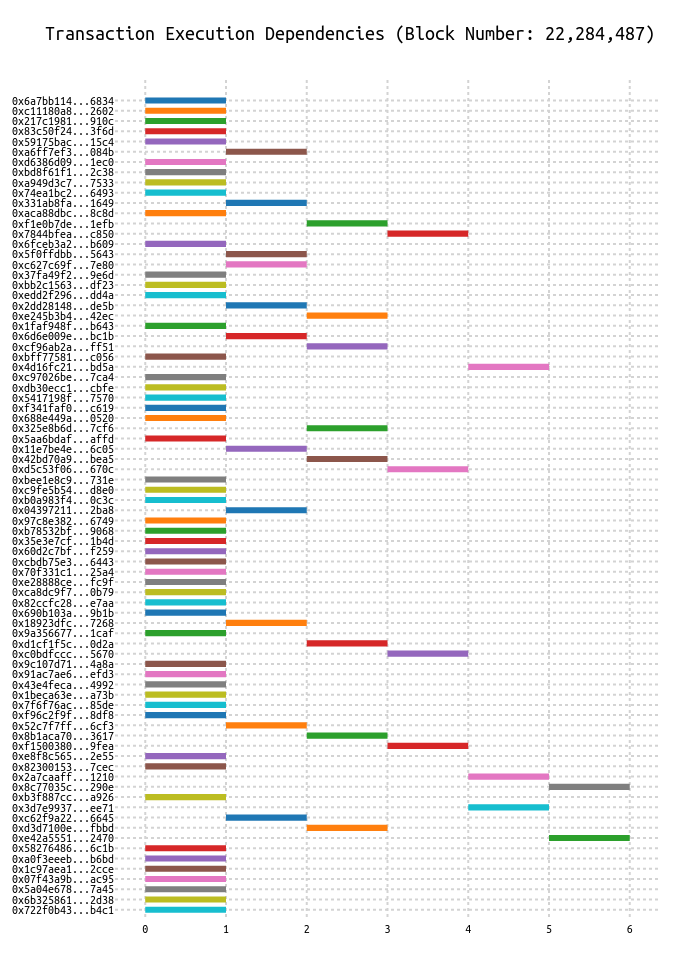 Transaction Execution Dependencies (Block Number: 22,284,487)
0x6a7bb114...6834
0xc11180a8...2602
0x217c1981...910c
0x83c50f24...3f6d
0x59175bac...15c4
0xa6ff7ef3...084b
0xd6386d09...1ec0
0xbd8f61f1...2c38
0xa949d3c7...7533
0x74ea1bc2...6493
0x331ab8fa...1649
0xaca88dbc...8c8d
0xf1e0b7de...1efb
0x7844bfea...c850
0x6fceb3a2...b609
0x5f0ffdbb...5643
0xc627c69f...7e80
0x37fa49f2...9e6d
0xbb2c1563...df23
0xedd2f296...dd4a
0x2dd28148...de5b
0xe245b3b4...42ec
0x1faf948f...b643
0x6d6e009e...bc1b
0xcf96ab2a...ff51
0xbff77581...c056
0x4d16fc21...bd5a
0xc97026be...7ca4
0xdb30ecc1...cbfe
0x5417198f...7570
0xf341faf0...c619
0x688e449a...0520
0x325e8b6d...7cf6
0x5aa6bdaf...affd
0x11e7be4e...6c05
0x42bd70a9...bea5
0xd5c53f06...670c
0xbee1e8c9...731e
0xc9fe5b54...d8e0
0xb0a983f4...0c3c
0x04397211...2ba8
0x97c8e382...6749
0xb78532bf...9068
0x35e3e7cf...1b4d
0x60d2c7bf...f259
0xcbdb75e3...6443
0x70f331c1...25a4
0xe28888ce...fc9f
0xca8dc9f7...0b79
0x82ccfc28...e7aa
0x690b103a...9b1b
0x18923dfc...7268
0x9a356677...1caf
0xd1cf1f5c...0d2a
0xc0bdfccc...5670
0x9c107d71...4a8a
0x91ac7ae6...efd3
0x43e4feca...4992
0x1beca63e...a73b
0x7f6f76ac...85de
0xf96c2f9f...8df8
0x52c7f7ff...6cf3
0x8b1aca70...3617
0xf1500380...9fea
0xe8f8c565...2e55
0x82300153...7cec
0x2a7caaff...1210
0x8c77035c...290e
0xb3f887cc...a926
0x3d7e9937...ee71
0xc62f9a22...6645
0xd3d7100e...fbbd
0xe42a5551...2470
0x58276486...6c1b
0xa0f3eeeb...b6bd
0x1c97aea1...2cce
0x07f43a9b...ac95
0x5a04e678...7a45
0x6b325861...2d38
0x722f0b43...b4c1
0 1 2 3 4 5 6